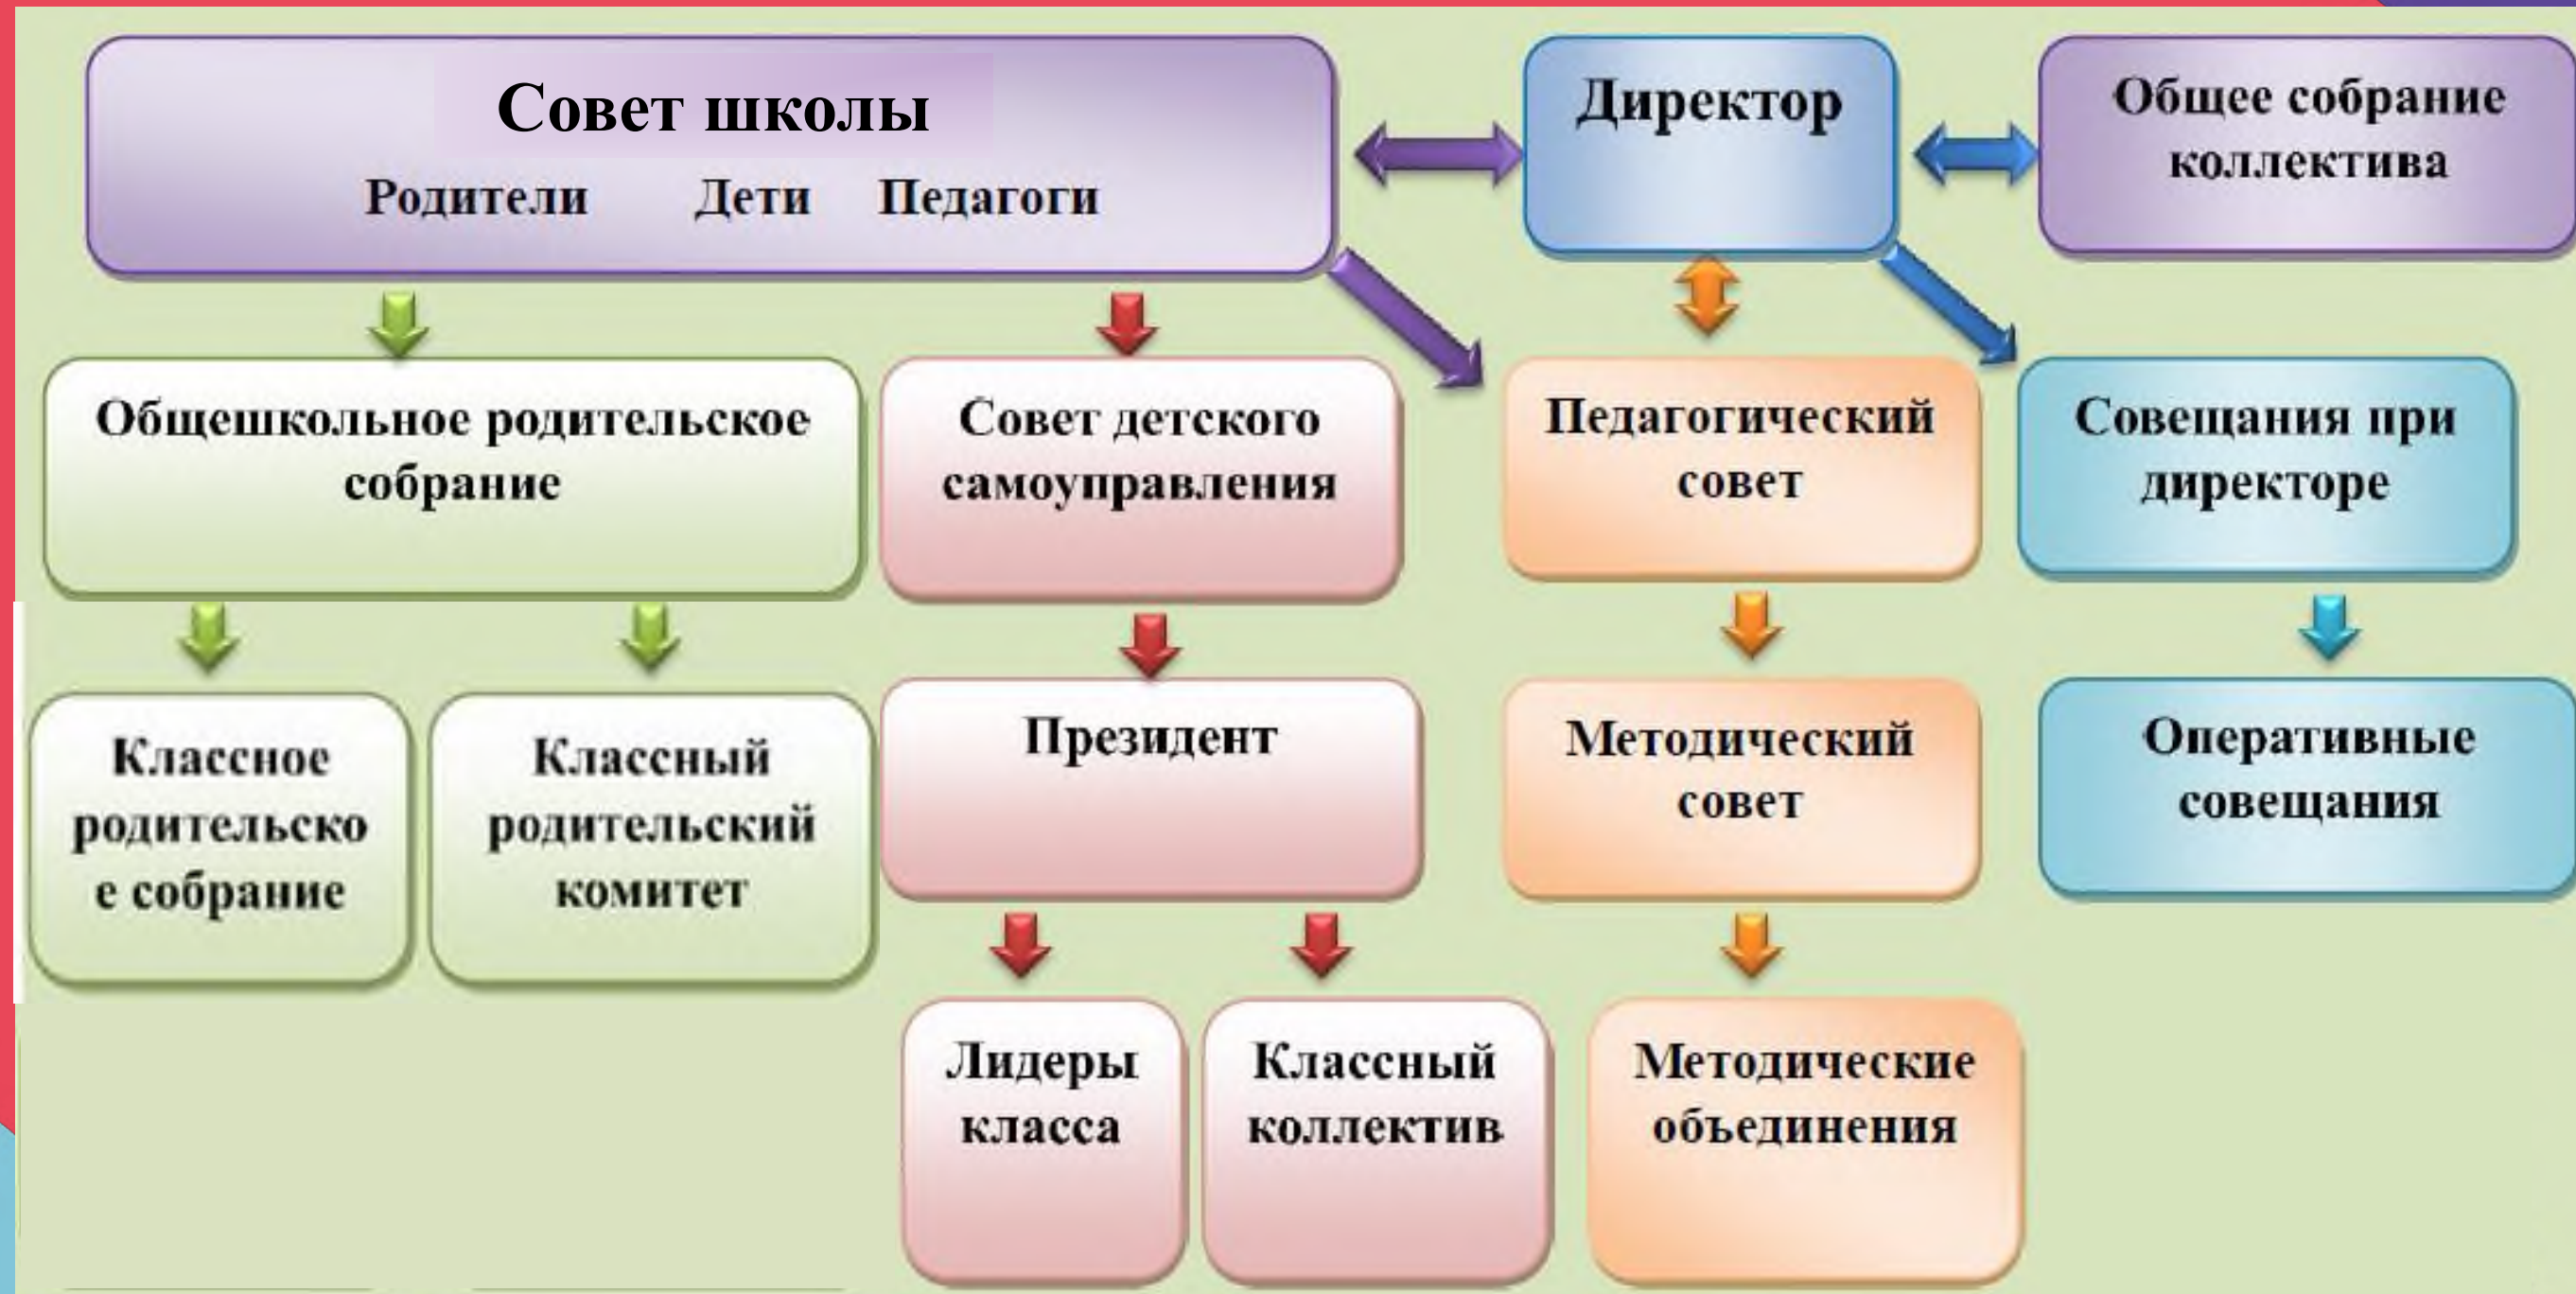 Совет школы
Родители Дети Педагоги
Директор
Общее собрание
коллектива
Общешкольное родительское
собрание
Совет детского
самоуправления
Педагогический
совет
Совещания при
директоре
Классное
родительско
е собрание
Классный
родительский
комитет
Президент
Методический
совет
Оперативные
совещания
Лидеры
класса
Классный
коллектив
Методические
объединения